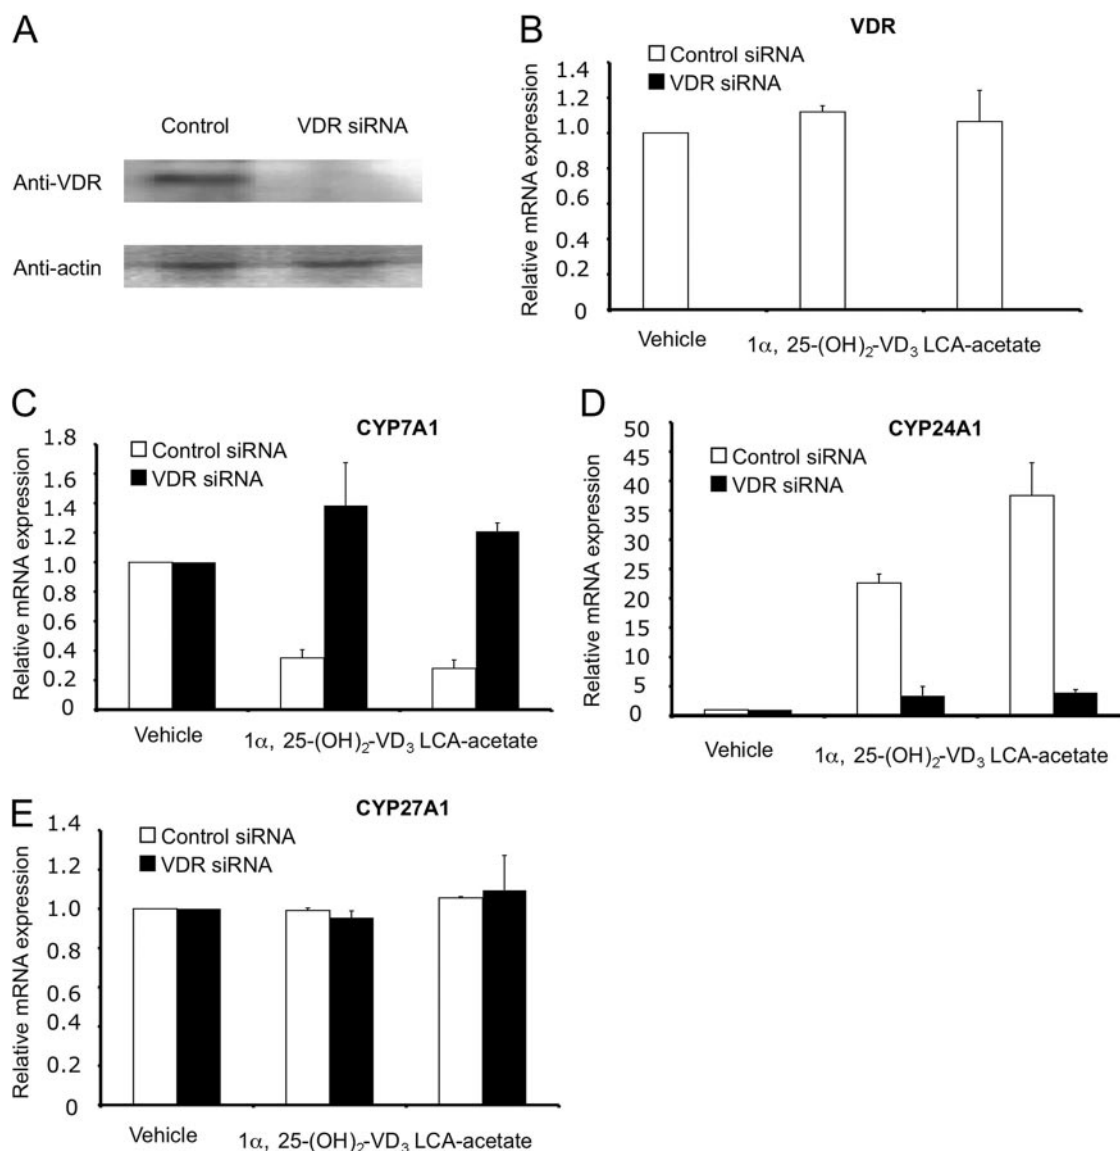 A
Control VDR siRNA
Anti-VDR
Anti-actin
B
VDR
Control siRNA
VDR siRNA
Relative mRNA expression
1.4
1.2
1.0
0.8
0.6
0.4
0.2
0
Vehicle
1α, 25-(OH)₂-VD₃ LCA-acetate
C
CYP7A1
Control siRNA
VDR siRNA
Relative mRNA expression
1.8
1.6
1.4
1.2
1.0
0.8
0.6
0.4
0.2
0
Vehicle
1α, 25-(OH)₂-VD₃ LCA-acetate
D
CYP24A1
Control siRNA
VDR siRNA
Relative mRNA expression
50
45
40
35
30
25
20
15
10
5
0
Vehicle
1α, 25-(OH)₂-VD₃ LCA-acetate
E
CYP27A1
Control siRNA
VDR siRNA
Relative mRNA expression
1.4
1.2
1.0
0.8
0.6
0.4
0.2
0
Vehicle
1α, 25-(OH)₂-VD₃ LCA-acetate